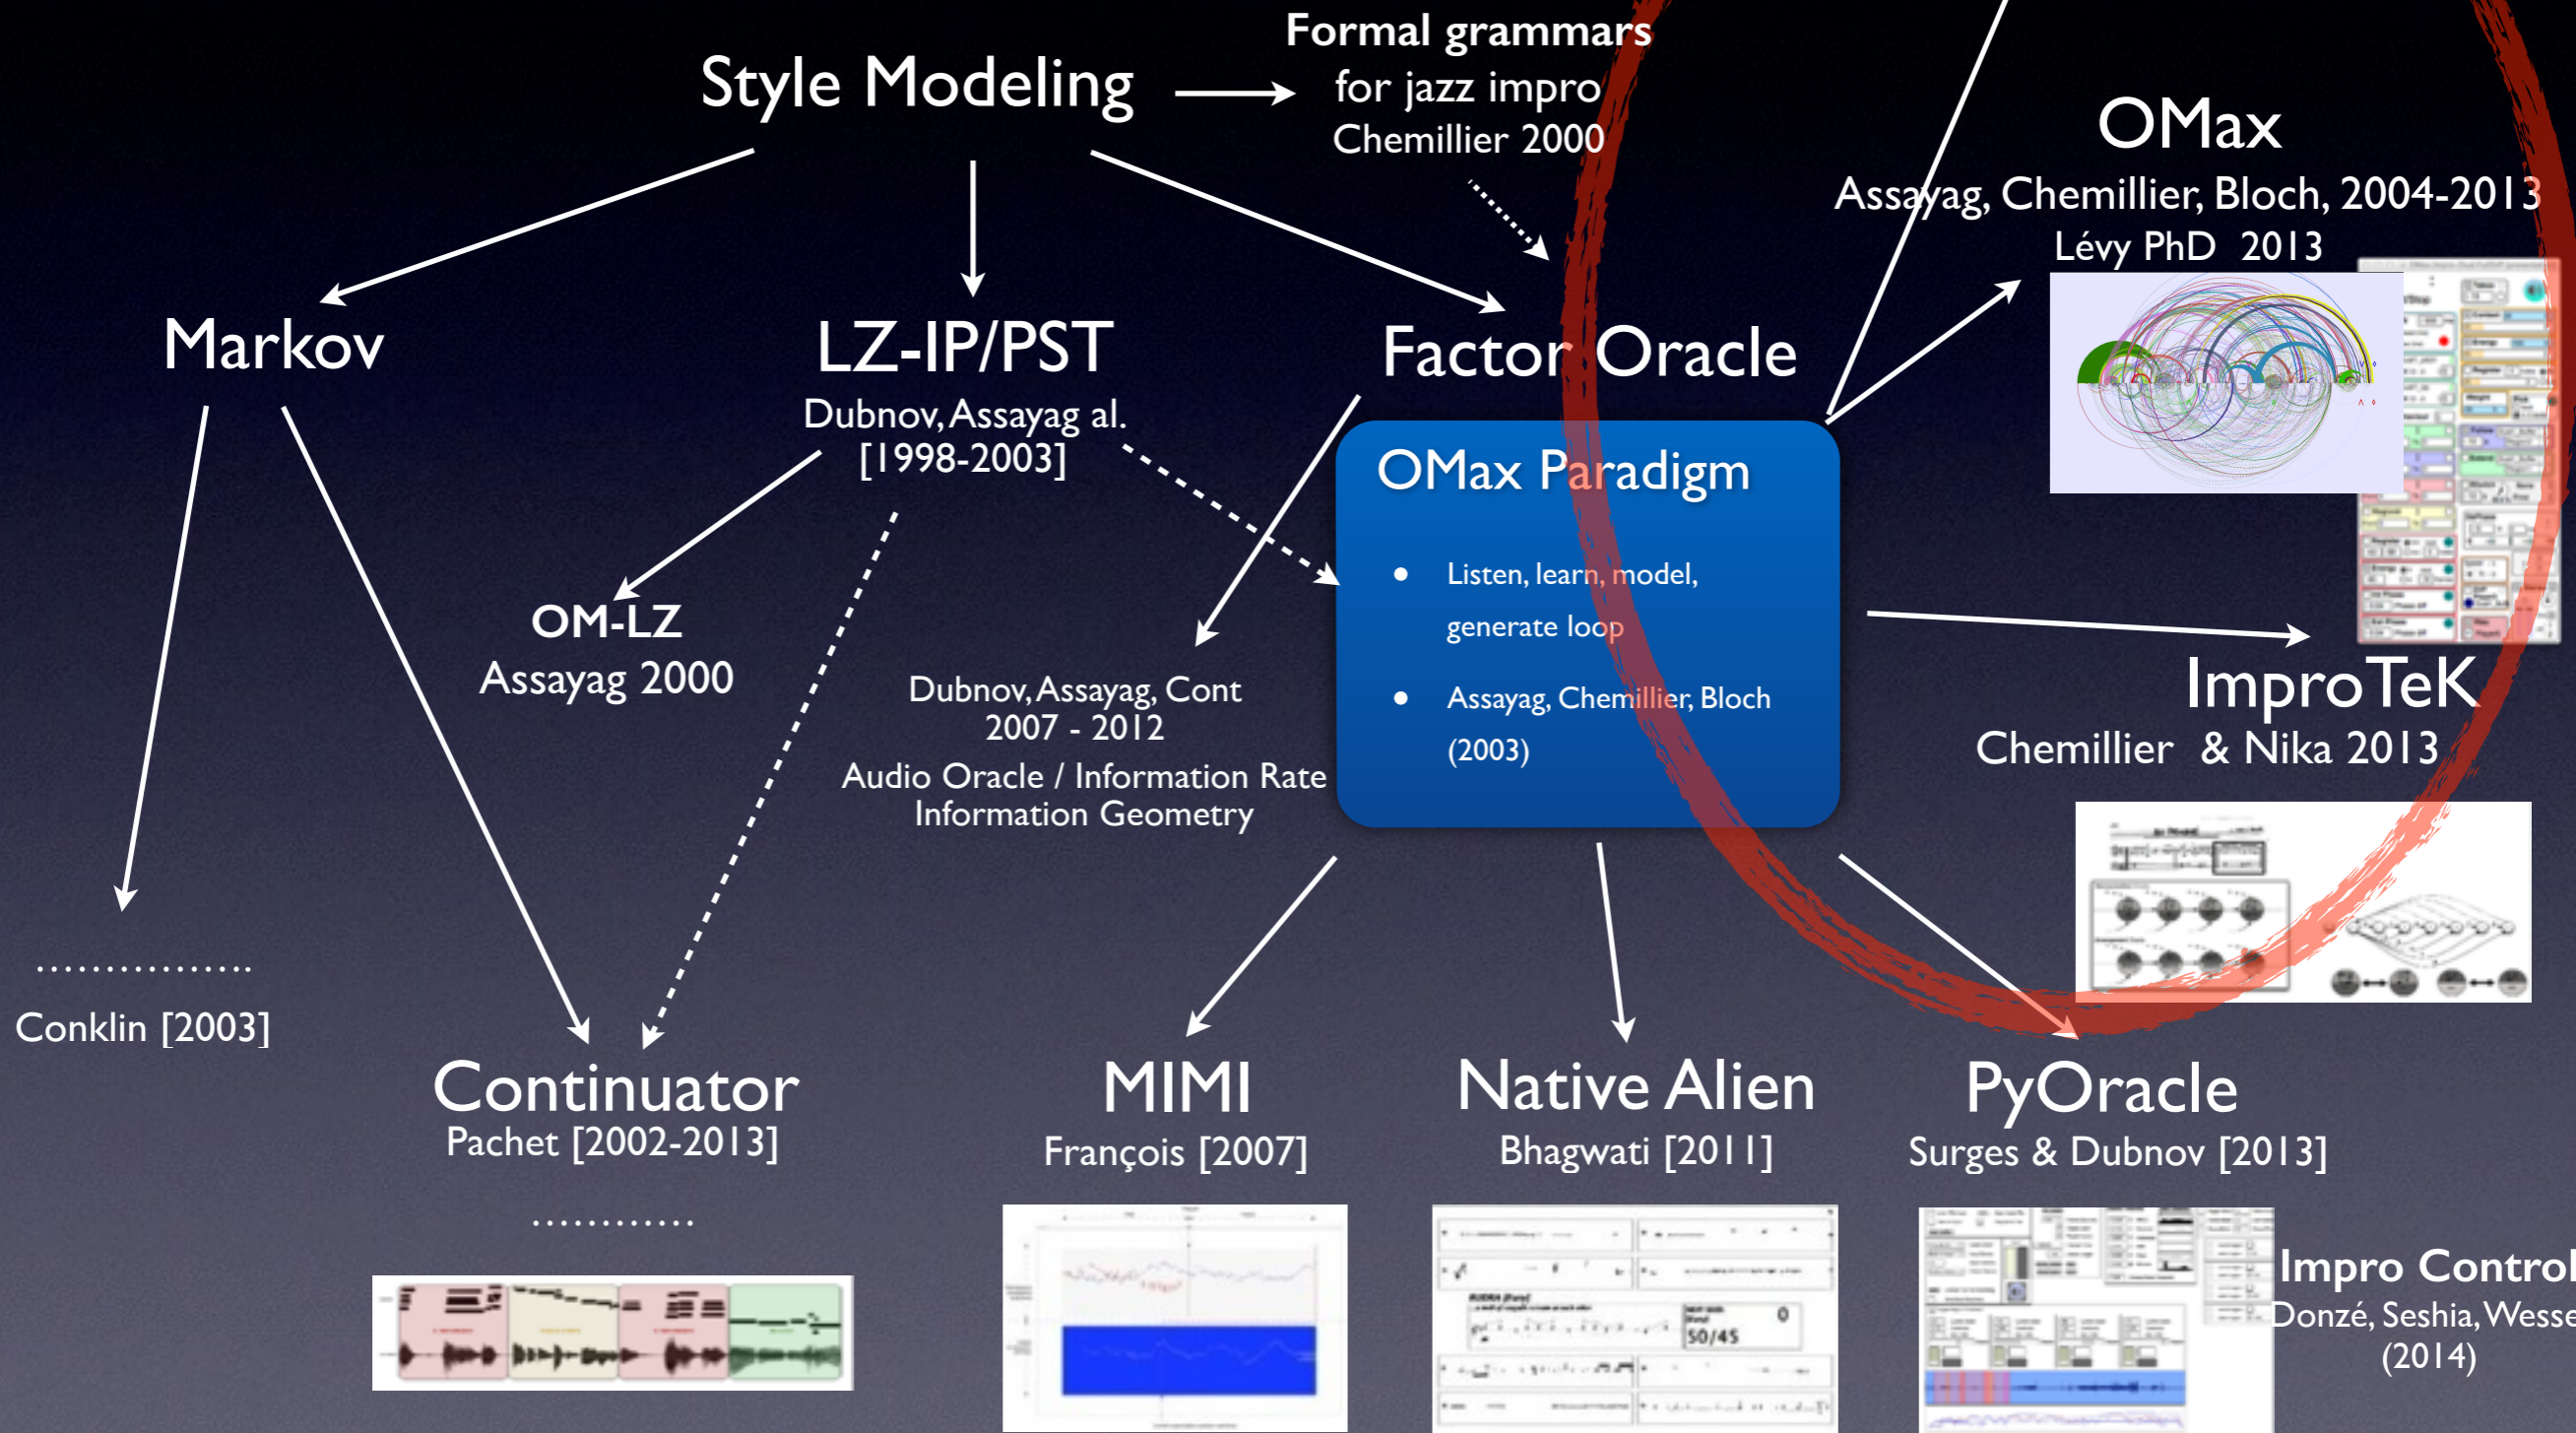 Formal grammars
for jazz impro
Chemillier 2000
Style Modeling
OMax
Assayag, Chemillier, Bloch, 2004-2013
Lévy PhD 2013
Markov
LZ-IP/PST
Dubnov, Assayag al.
[1998-2003]
Factor Oracle
OMax Paradigm
● Listen, learn, model,
generate loop
● Assayag, Chemillier, Bloch
(2003)
OM-LZ
Assayag 2000
Dubnov, Assayag, Cont
2007 - 2012
Audio Oracle / Information Rate
Information Geometry
ImproTeK
Chemillier & Nika 2013
................
Conklin [2003]
Continuator
Pachet [2002-2013]
............
MIMI
François [2007]
Native Alien
Bhagwati [2011]
50/45
0
PyOracle
Surges & Dubnov [2013]
Impro Control
Donzé, Seshia, Wesse
(2014)